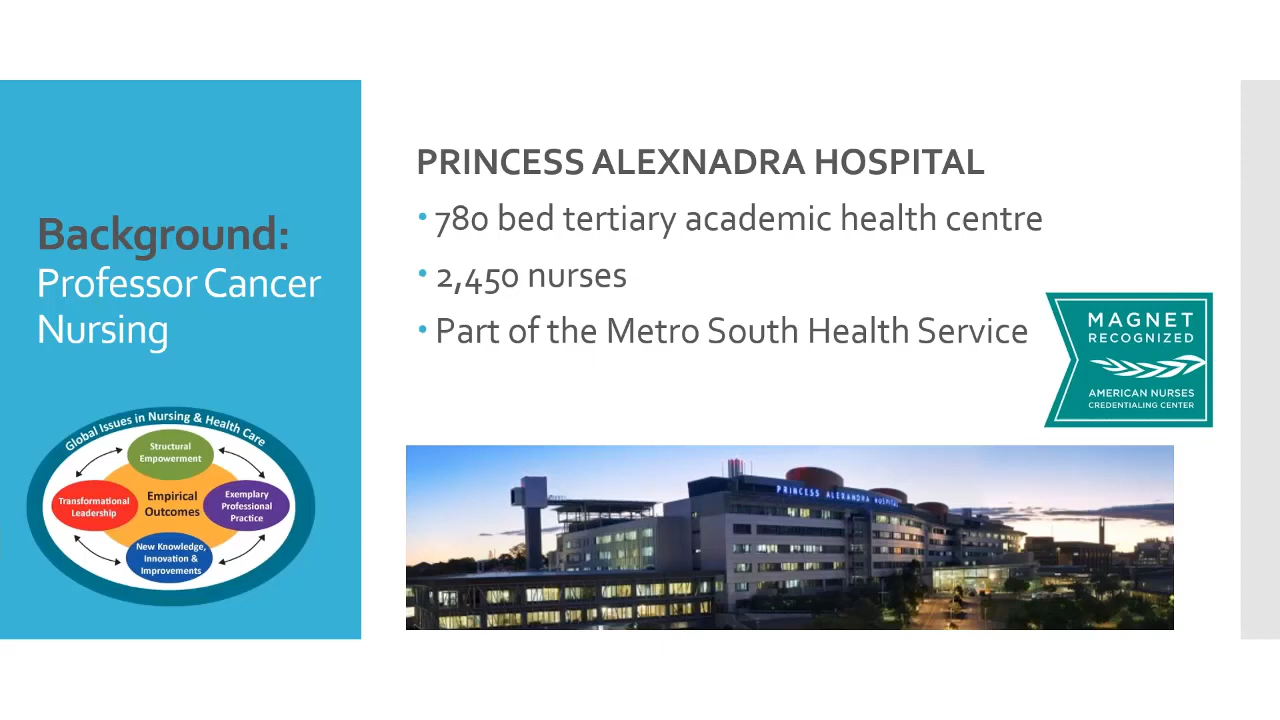 Background:
Professor Cancer
Nursing
Global Issues in Nursing & Health Care
Structural
Empowerment
Transformational
Leadership
Empirical
Outcomes
Exemplary
Professional
Practice
New Knowledge,
Innovation &
Improvements
PRINCESS ALEXNADRA HOSPITAL
• 780 bed tertiary academic health centre
• 2,450 nurses
• Part of the Metro South Health Service
MAGNET
RECOGNIZED
AMERICAN NURSES
CREDENTIALING CENTER
PRINCESS ALEXANDRA HOSPITAL